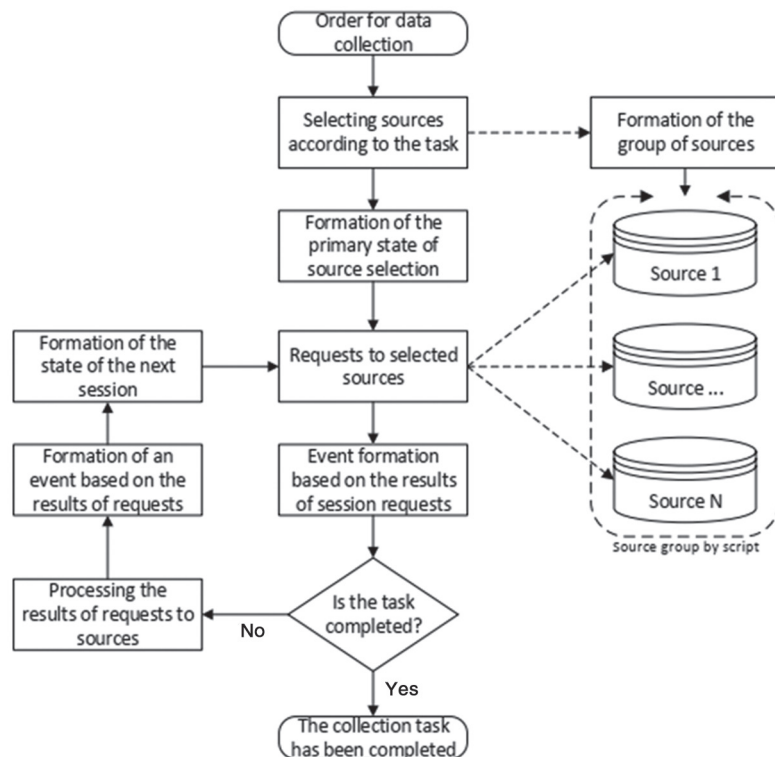 Order for data
collection
Selecting sources
according to the task
Formation of the
group of sources
Formation of the
primary state of
source selection
Source 1
Formation of the
state of the next
session
Requests to selected
sources
Source ...
Formation of an
event based on the
results of requests
Event formation
based on the results
of session requests
Source N
Source group by script
Processing the
results of requests to
sources
No
Is the task
completed?
Yes
The collection task
has been completed